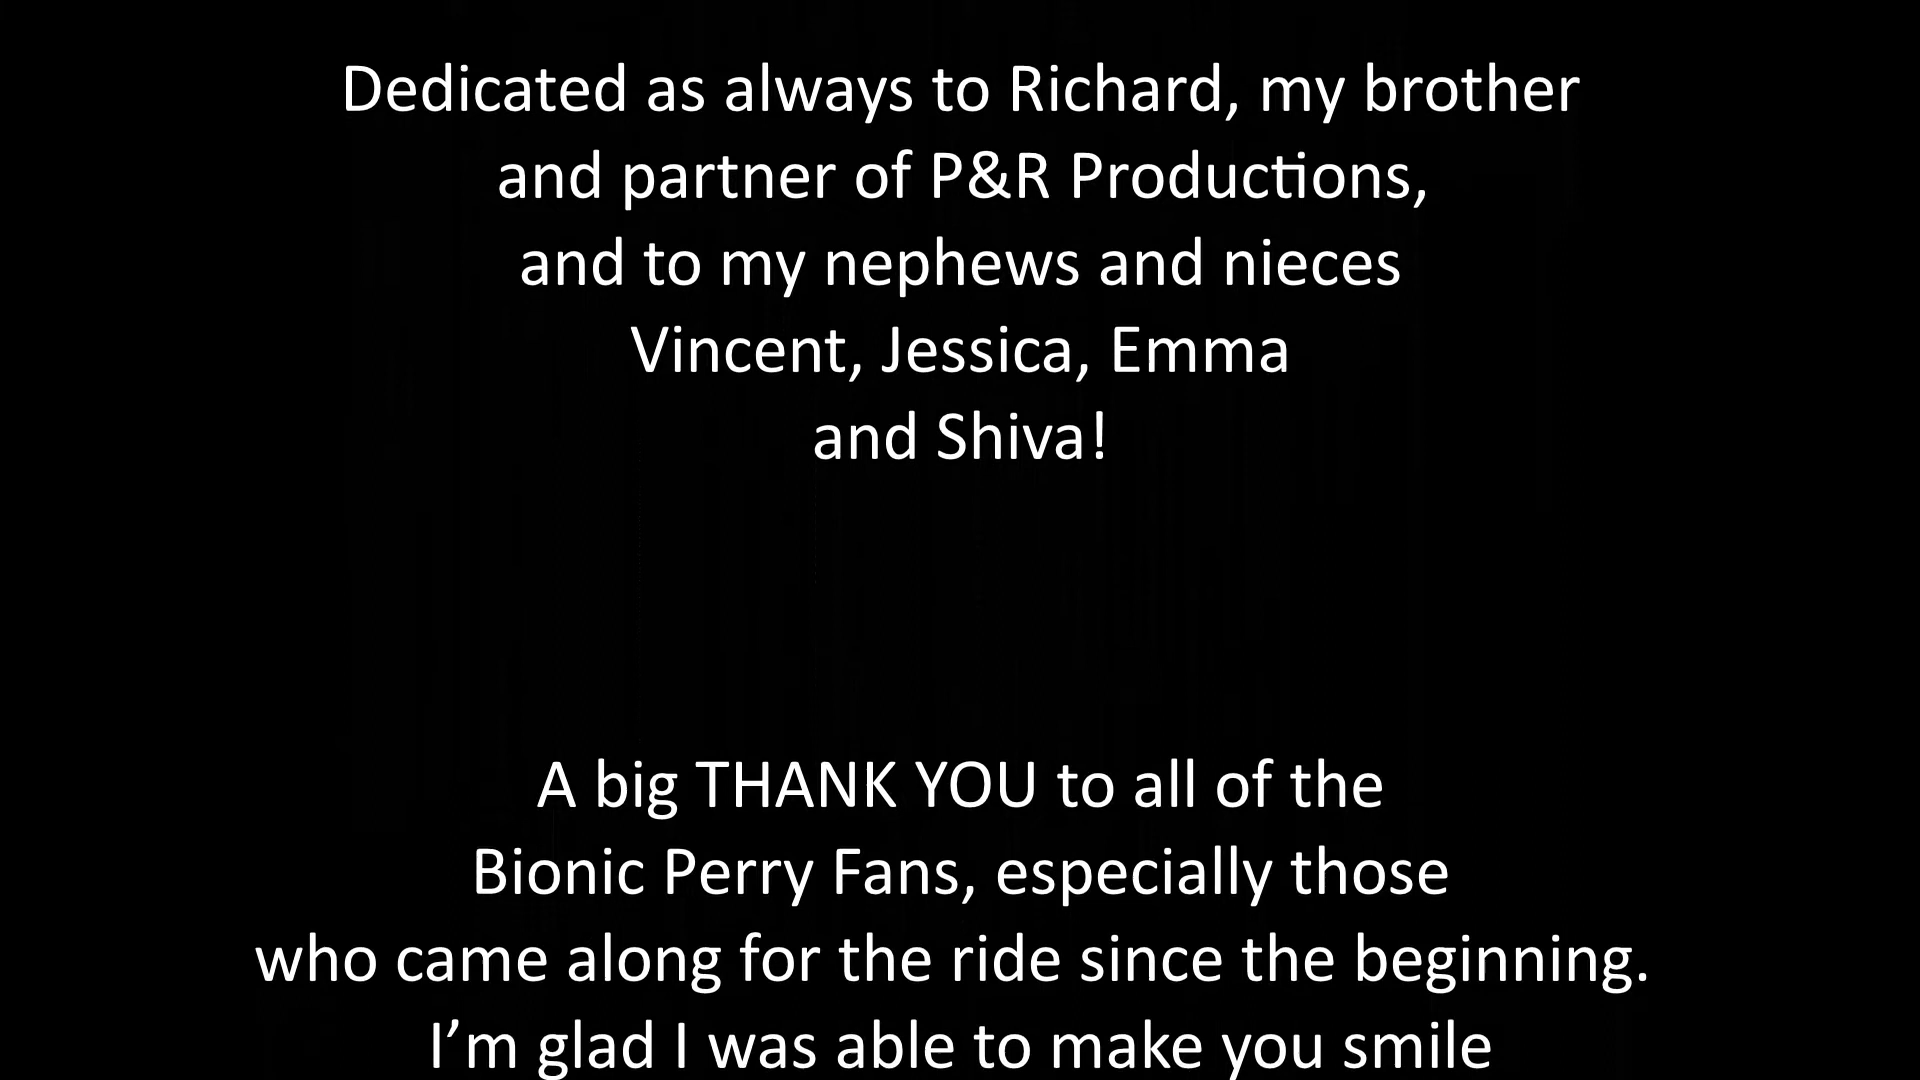 Dedicated as always to Richard, my brother
and partner of P&R Productions,
and to my nephews and nieces
Vincent, Jessica, Emma
and Shiva!
A big THANK YOU to all of the
Bionic Perry Fans, especially those
who came along for the ride since the beginning.
I’m glad I was able to make you smile